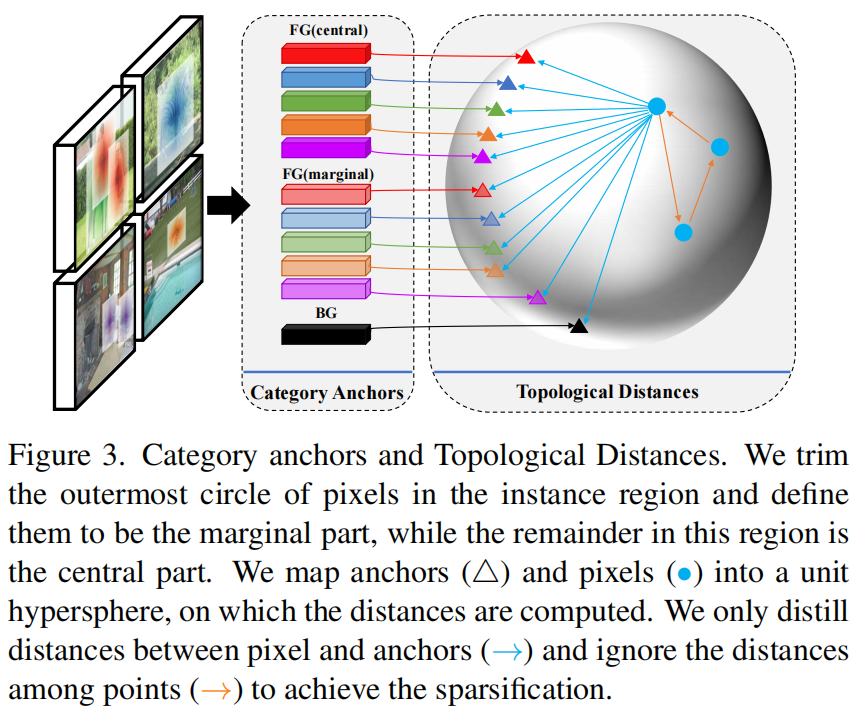 FG(central)
FG(marginal)
BG
Category Anchors
Topological Distances
Figure 3. Category anchors and Topological Distances. We trim
the outermost circle of pixels in the instance region and define
them to be the marginal part, while the remainder in this region is
the central part. We map anchors (△) and pixels (●) into a unit
hypersphere, on which the distances are computed. We only distill
distances between pixel and anchors (→) and ignore the distances
among points (→) to achieve the sparsification.